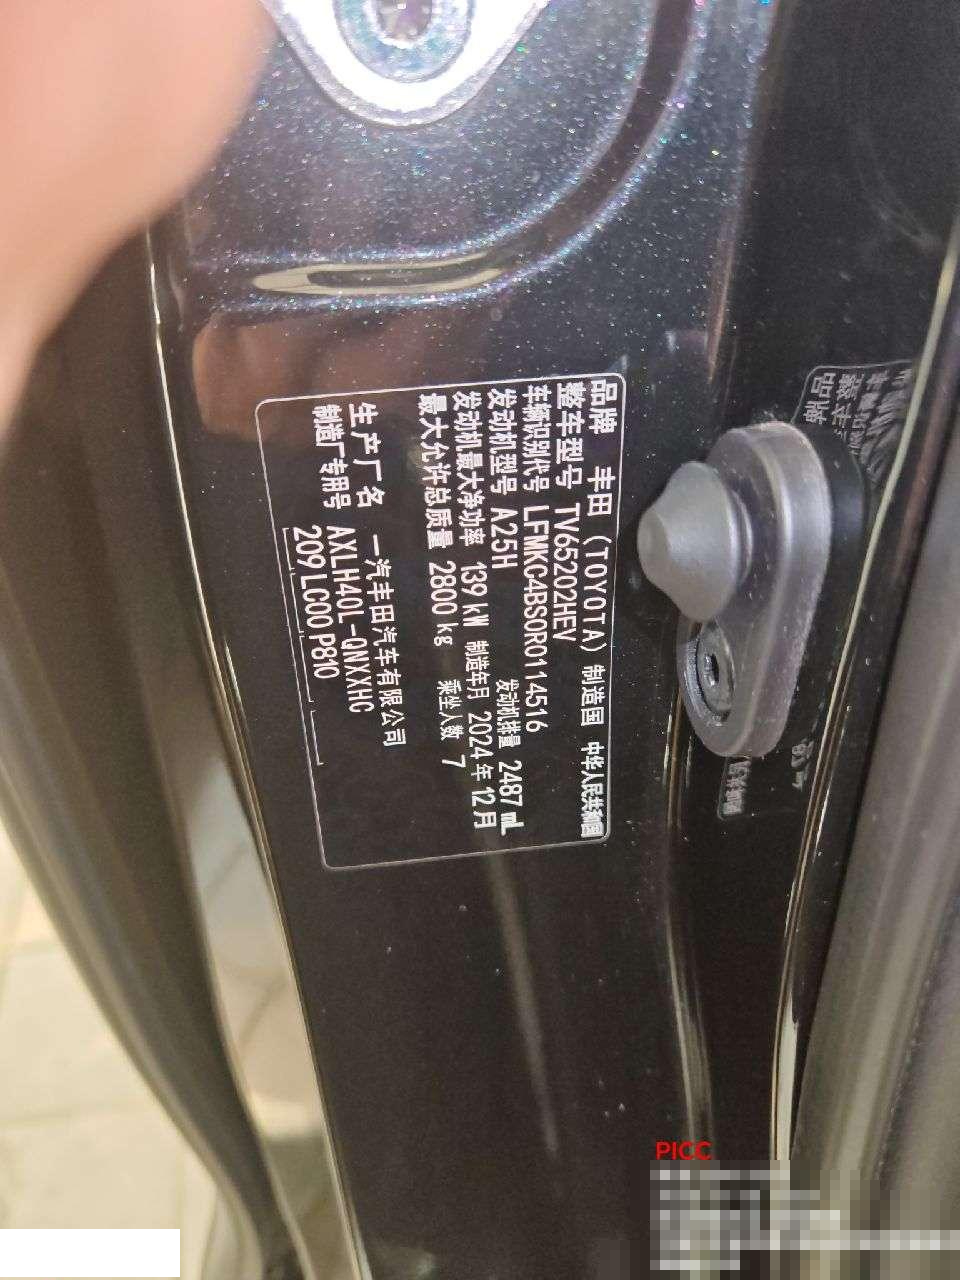 品牌 丰田（TOYOTA） 制造国 中华人民共和国
整车型号 TV65202HEV
车辆识别代号 LFMKC4BS0R0114516
发动机型号 A25H 发动机排量 2487 mL
发动机最大净功率 139 kW 制造年月 2024年12月
最大允许总质量 2800 kg 乘坐人数 7
生产厂名 一汽丰田汽车有限公司
制造厂专用号 AXLH40L-QNXXHC
209 LC00 P810
PICC